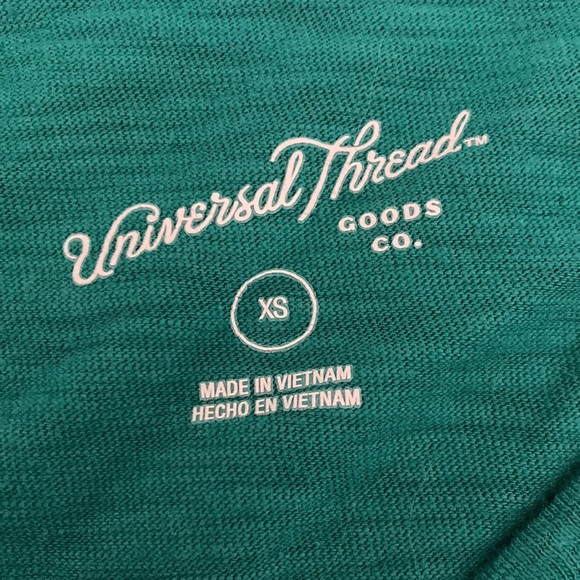 Universal Thread™
GOODS
CO.
XS
MADE IN VIETNAM
HECHO EN VIETNAM